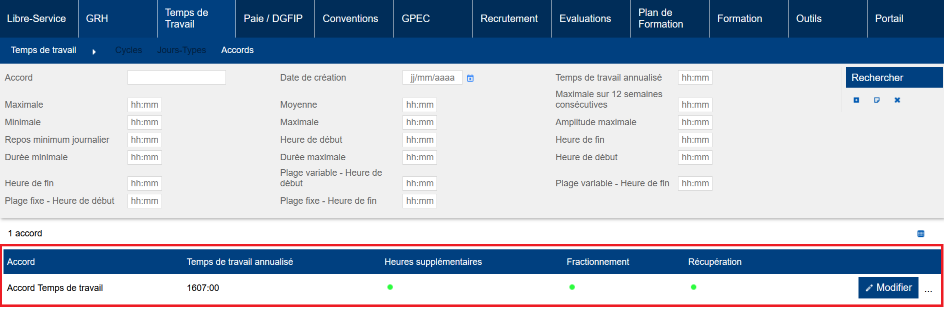 Libre-Service GRH Temps de Travail Paie / DGFIP Conventions GPEC Recrutement Evaluations Plan de Formation Formation Outils Portail
Temps de travail Cycles Jours-Types Accords
Accord Date de création jj/mm/aaaa Temps de travail annualisé hh:mm Rechercher
Maximale hh:mm Moyenne hh:mm Maximale sur 12 semaines consécutives hh:mm
Minimale hh:mm Maximale hh:mm Amplitude maximale hh:mm
Repos minimum journalier hh:mm Heure de début hh:mm Heure de fin hh:mm
Durée minimale hh:mm Durée maximale hh:mm Heure de début hh:mm
Heure de fin hh:mm Plage variable - Heure de début hh:mm Plage variable - Heure de fin hh:mm
Plage fixe - Heure de début hh:mm Plage fixe - Heure de fin hh:mm
1 accord
Accord Temps de travail annualisé Heures supplémentaires Fractionnement Récupération
Accord Temps de travail 1607:00 Modifier ...